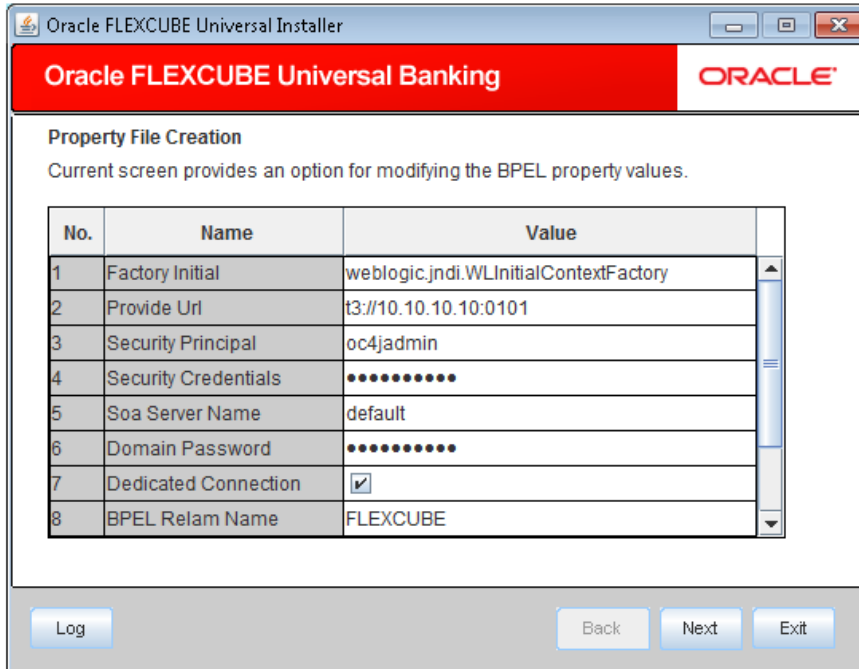 Oracle FLEXCUBE Universal Installer
Oracle FLEXCUBE Universal Banking
ORACLE
Property File Creation
Current screen provides an option for modifying the BPEL property values.
No. Name Value
1 Factory Initial weblogic.jndi.WLInitialContextFactory
2 Provide Url t3://10.10.10.10:0101
3 Security Principal oc4jadmin
4 Security Credentials ••••••••••
5 Soa Server Name default
6 Domain Password ••••••••••
7 Dedicated Connection
8 BPEL Relam Name FLEXCUBE
Log Back Next Exit